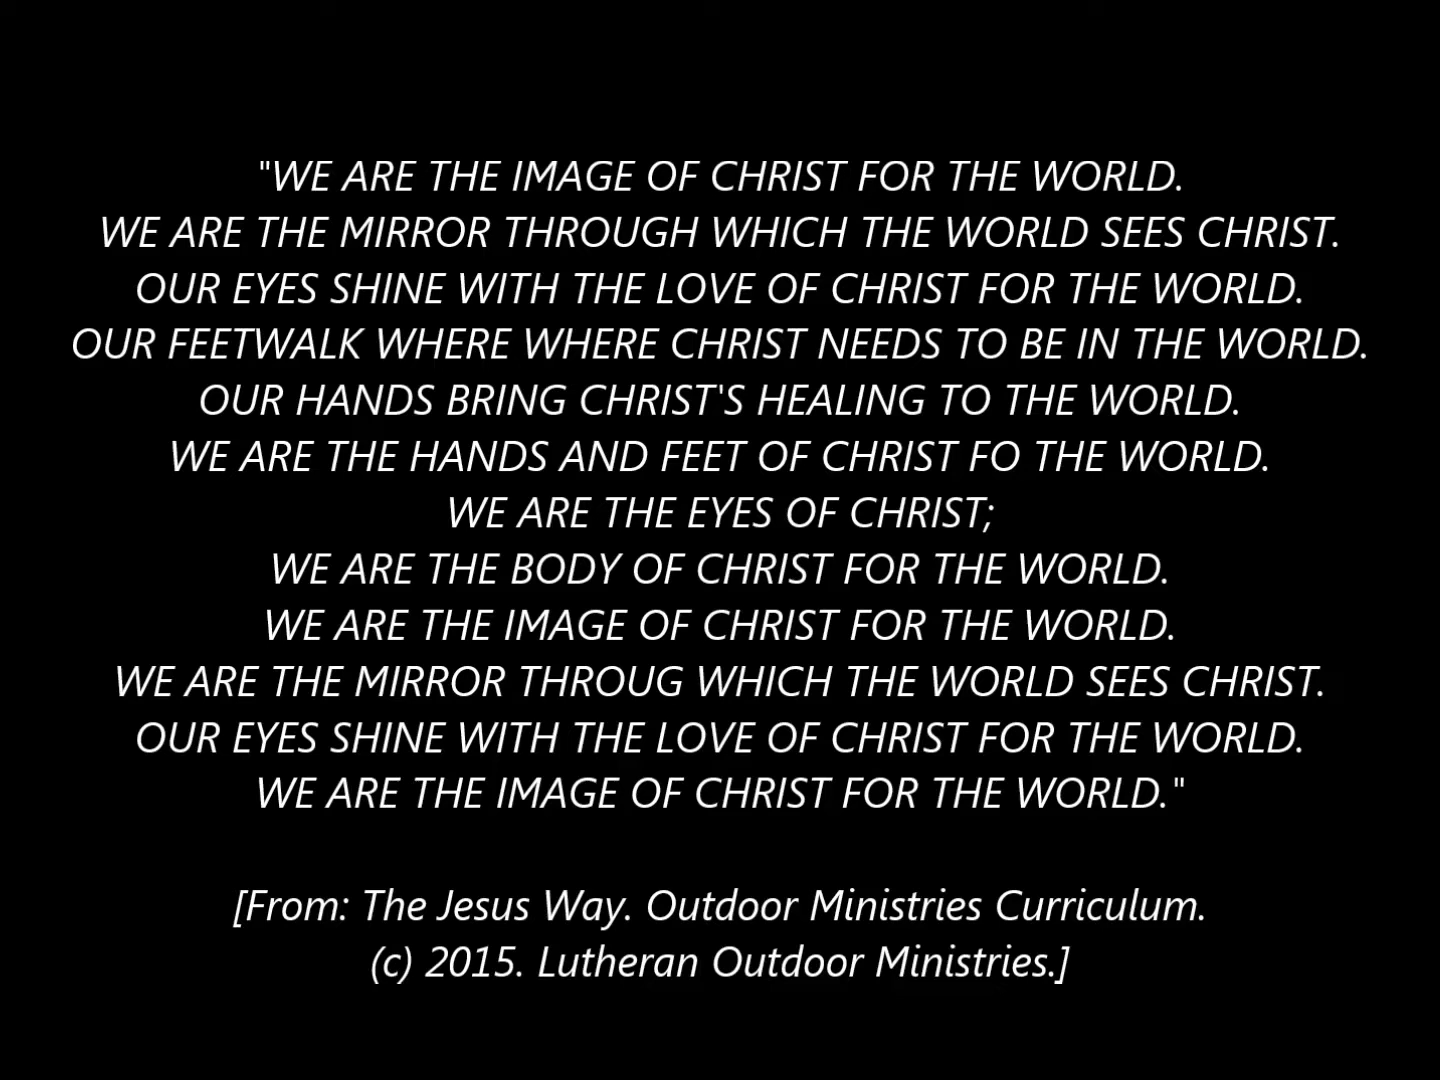 "WE ARE THE IMAGE OF CHRIST FOR THE WORLD.
WE ARE THE MIRROR THROUGH WHICH THE WORLD SEES CHRIST.
OUR EYES SHINE WITH THE LOVE OF CHRIST FOR THE WORLD.
OUR FEETWALK WHERE WHERE CHRIST NEEDS TO BE IN THE WORLD.
OUR HANDS BRING CHRIST'S HEALING TO THE WORLD.
WE ARE THE HANDS AND FEET OF CHRIST FO THE WORLD.
WE ARE THE EYES OF CHRIST;
WE ARE THE BODY OF CHRIST FOR THE WORLD.
WE ARE THE IMAGE OF CHRIST FOR THE WORLD.
WE ARE THE MIRROR THROUG WHICH THE WORLD SEES CHRIST.
OUR EYES SHINE WITH THE LOVE OF CHRIST FOR THE WORLD.
WE ARE THE IMAGE OF CHRIST FOR THE WORLD."
[From: The Jesus Way. Outdoor Ministries Curriculum.
(c) 2015. Lutheran Outdoor Ministries.]